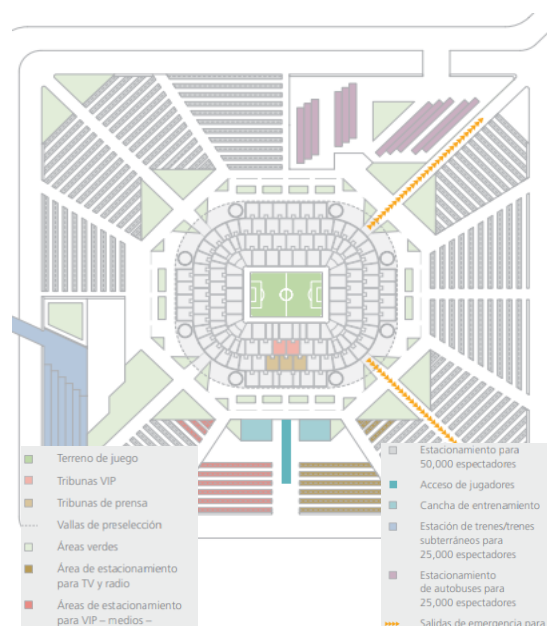 Terreno de juego
Tribunas VIP
Tribunas de prensa
Vallas de preselección
Áreas verdes
Área de estacionamiento
para TV y radio
Áreas de estacionamiento
para VIP – medios –
Estacionamiento para
50,000 espectadores
Acceso de jugadores
Cancha de entrenamiento
Estación de trenes/trenes
subterráneos para
25,000 espectadores
Estacionamiento
de autobuses para
25,000 espectadores
Salidas de emergencia para